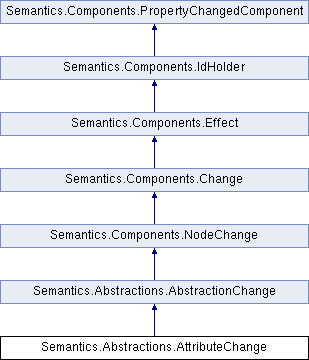 Semantics.Components.PropertyChangedComponent
Semantics.Components.IdHolder
Semantics.Components.Effect
Semantics.Components.Change
Semantics.Components.NodeChange
Semantics.Abstractions.AbstractionChange
Semantics.Abstractions.AttributeChange